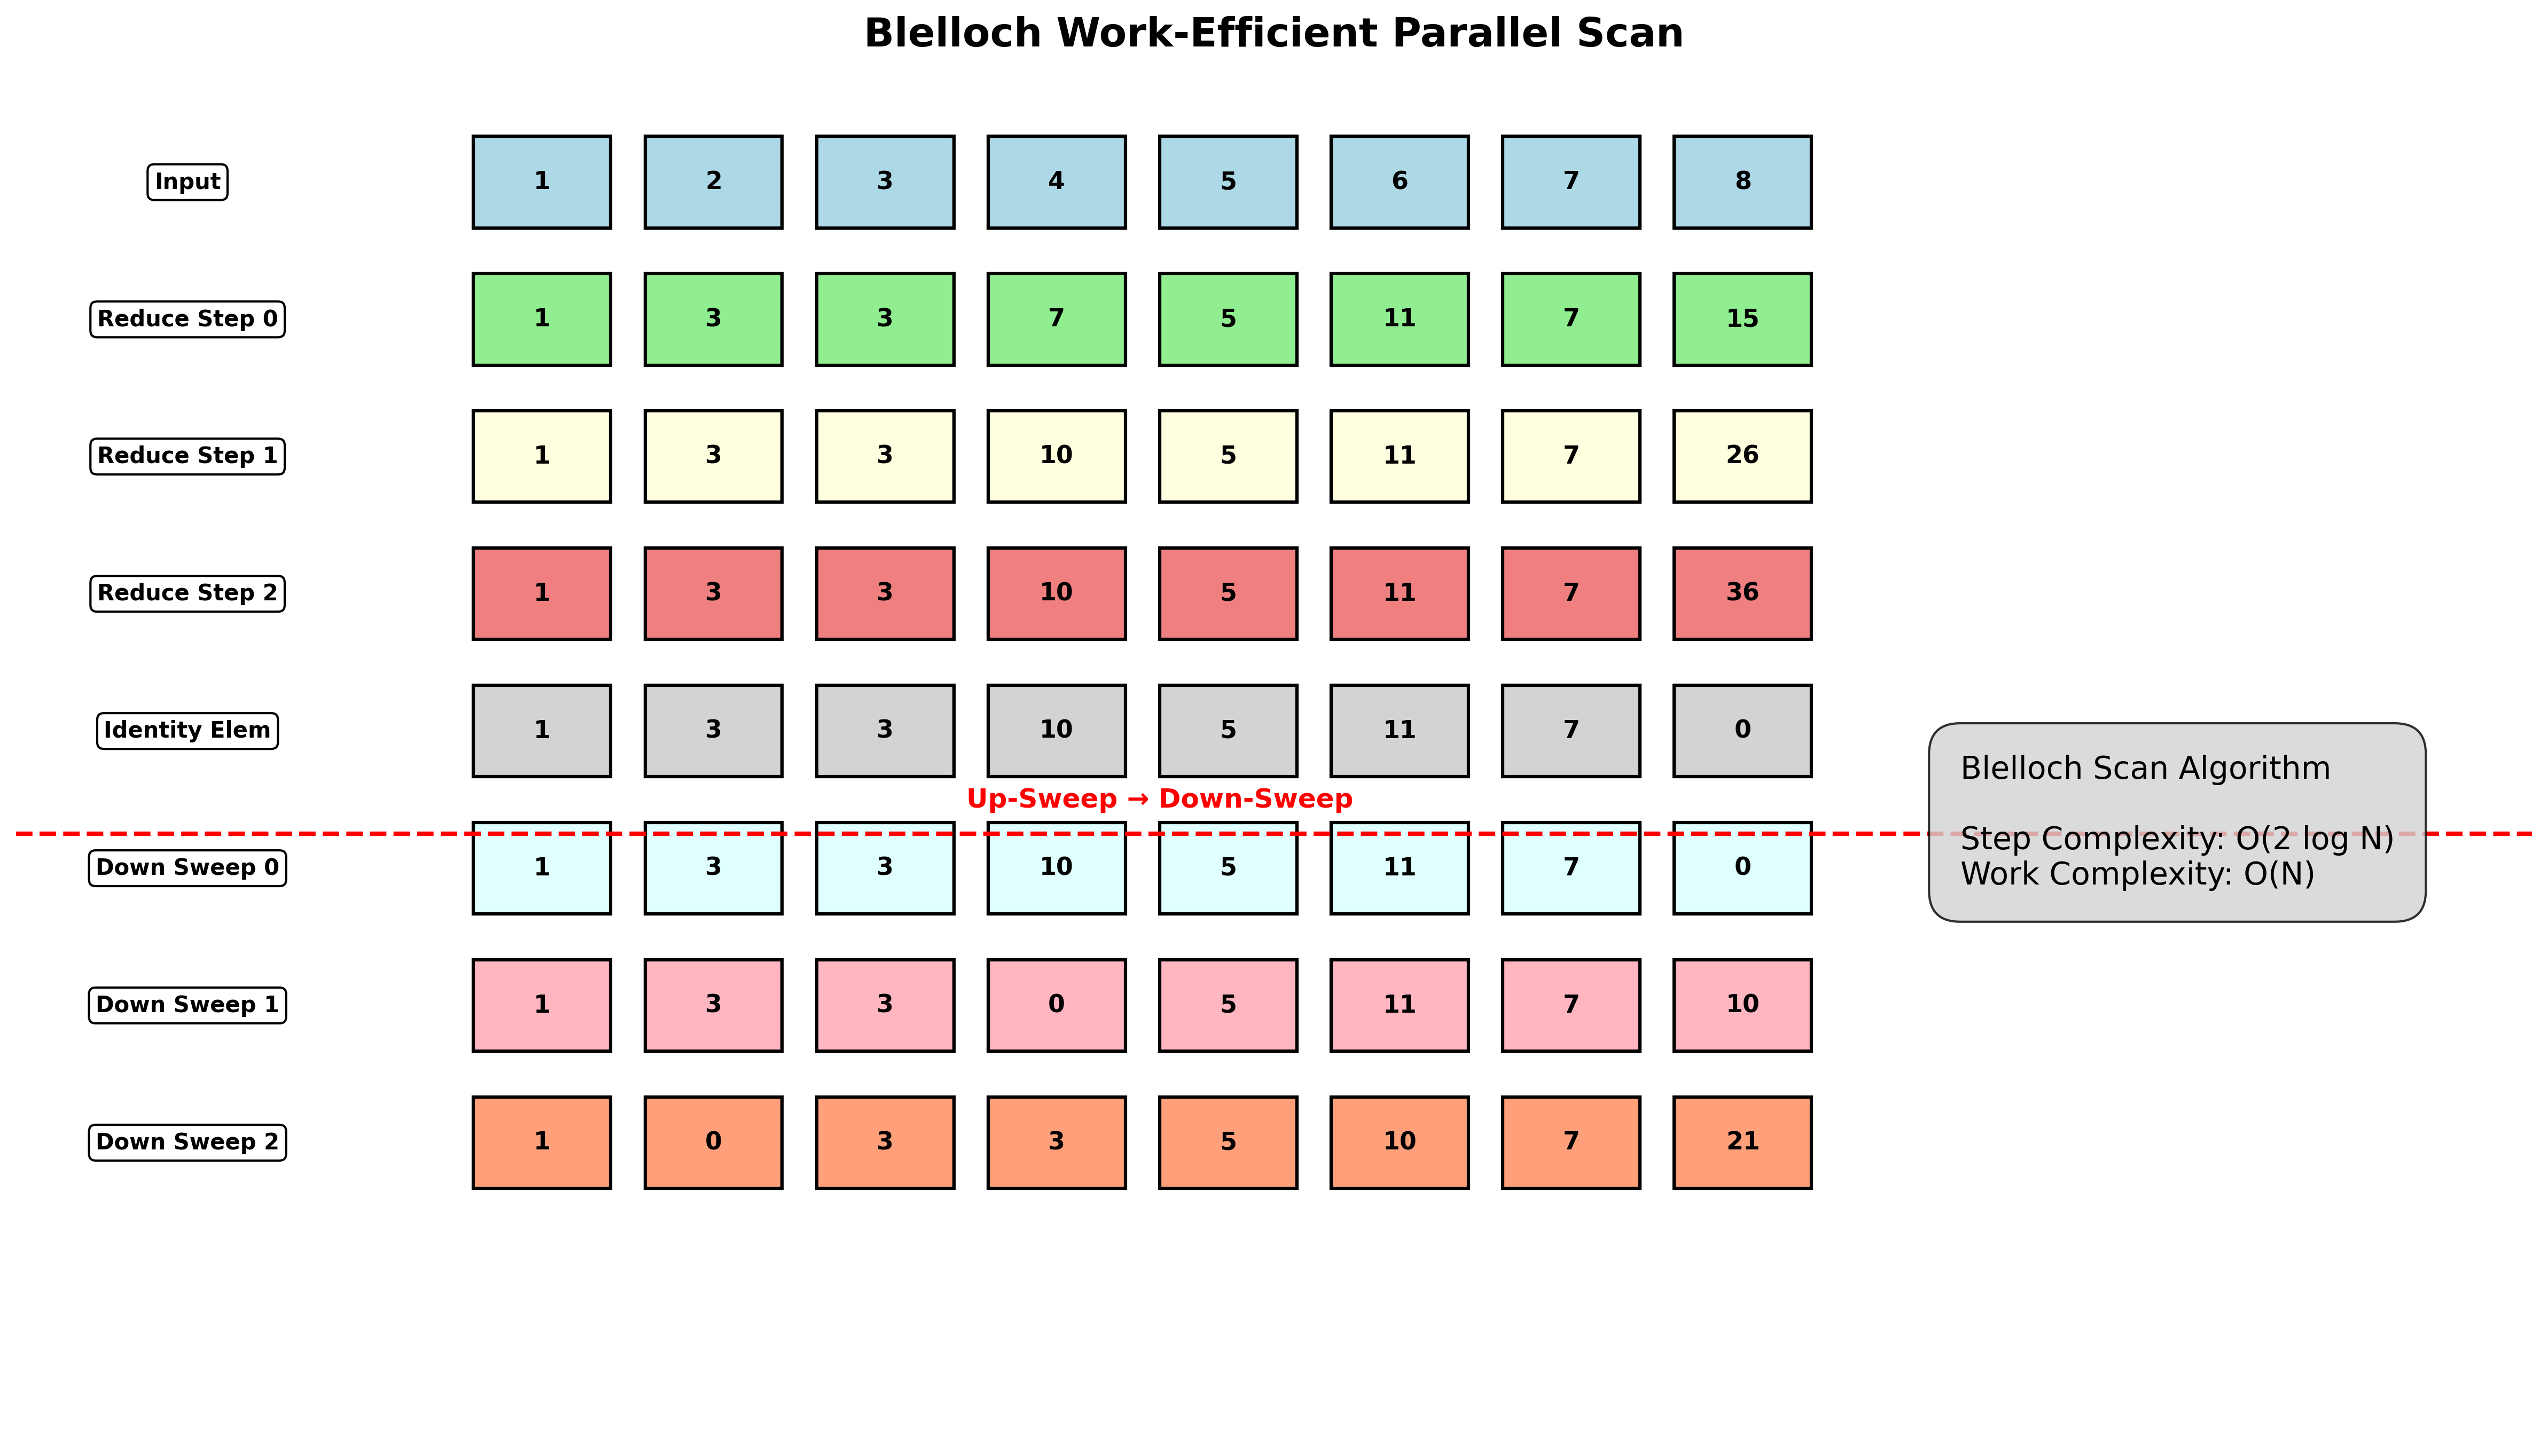 Blelloch Work-Efficient Parallel Scan
Input 1 2 3 4 5 6 7 8
Reduce Step 0 1 3 3 7 5 11 7 15
Reduce Step 1 1 3 3 10 5 11 7 26
Reduce Step 2 1 3 3 10 5 11 7 36
Identity Elem 1 3 3 10 5 11 7 0
Up-Sweep → Down-Sweep
Down Sweep 0 1 3 3 10 5 11 7 0
Down Sweep 1 1 3 3 0 5 11 7 10
Down Sweep 2 1 0 3 3 5 10 7 21
Blelloch Scan Algorithm
Step Complexity: O(2 log N)
Work Complexity: O(N)